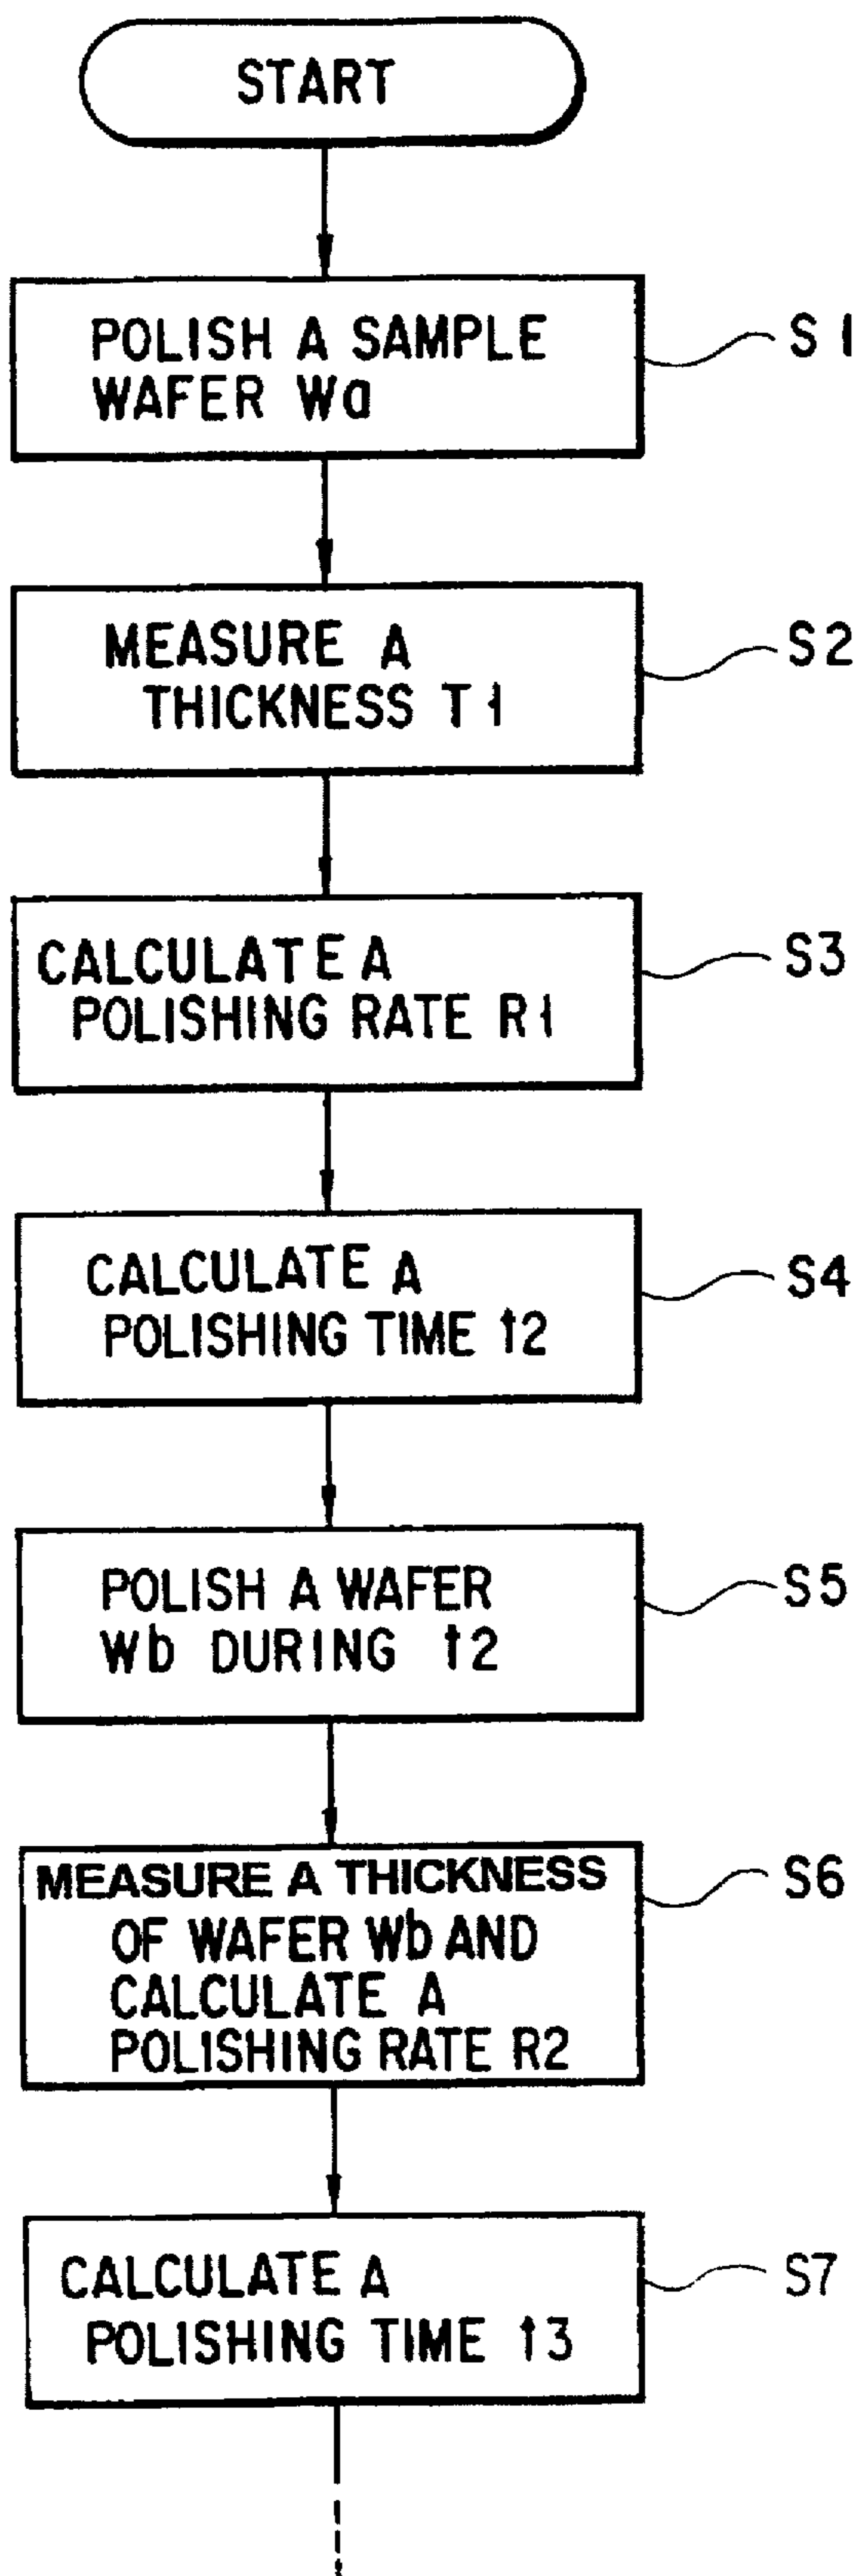 START
POLISH A SAMPLE
WAFER Wa
S1
MEASURE A
THICKNESS T1
S2
CALCULATE A
POLISHING RATE R1
S3
CALCULATE A
POLISHING TIME t2
S4
POLISH A WAFER
Wb DURING t2
S5
MEASURE A THICKNESS
OF WAFER Wb AND
CALCULATE A
POLISHING RATE R2
S6
CALCULATE A
POLISHING TIME t3
S7